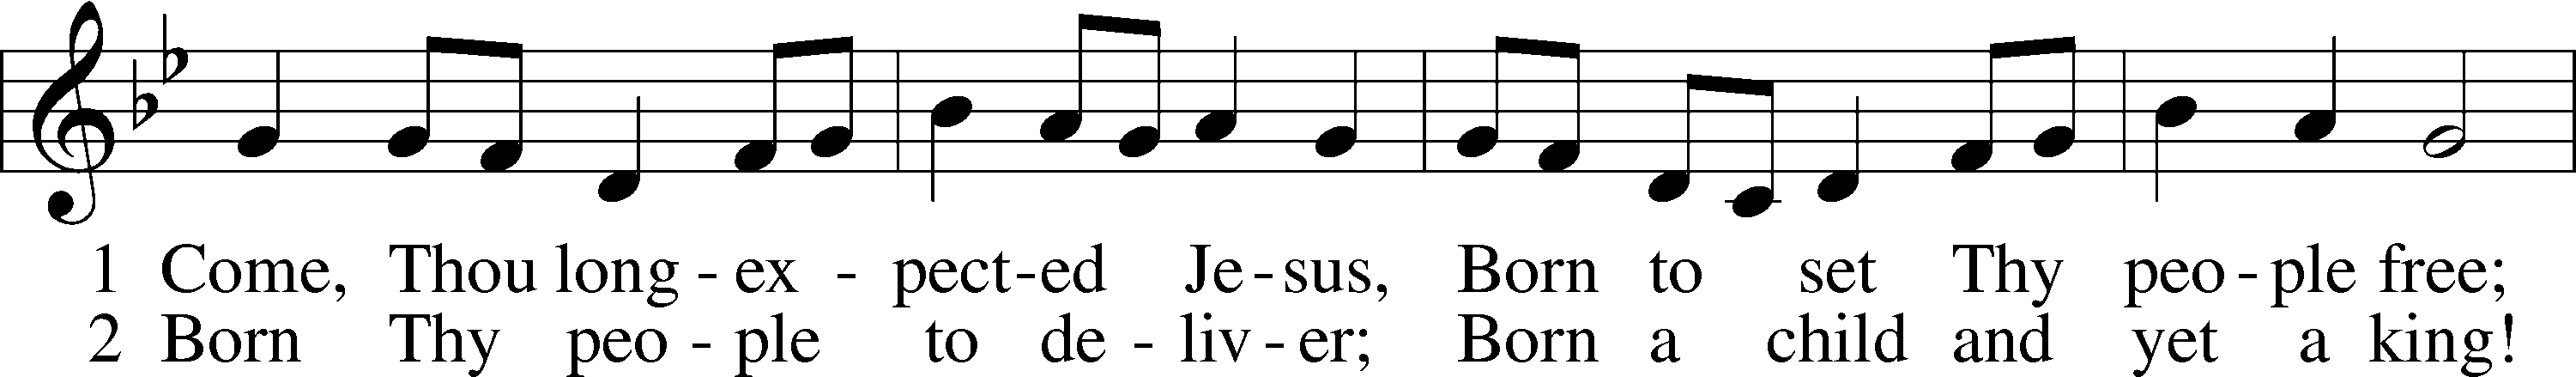 1 Come, Thou long - ex - pect-ed Je-sus, Born to set Thy peo-ple free;
2 Born Thy peo - ple to de - liv-er; Born a child and yet a king!